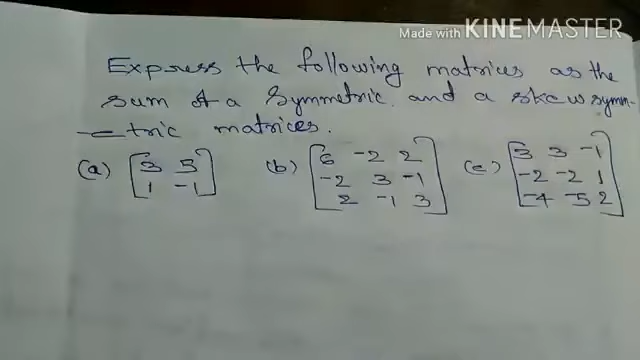 Made with KINEMASTER
Express the following matrices as the
sum of a Symmetric and a skew symm-
-etric matrices.
(a) [3 5 (b) [6 -2 2 (c) [3 3 -1
1 -1] -2 3 -1 -2 -2 1
2 -1 3] -4 -5 2]